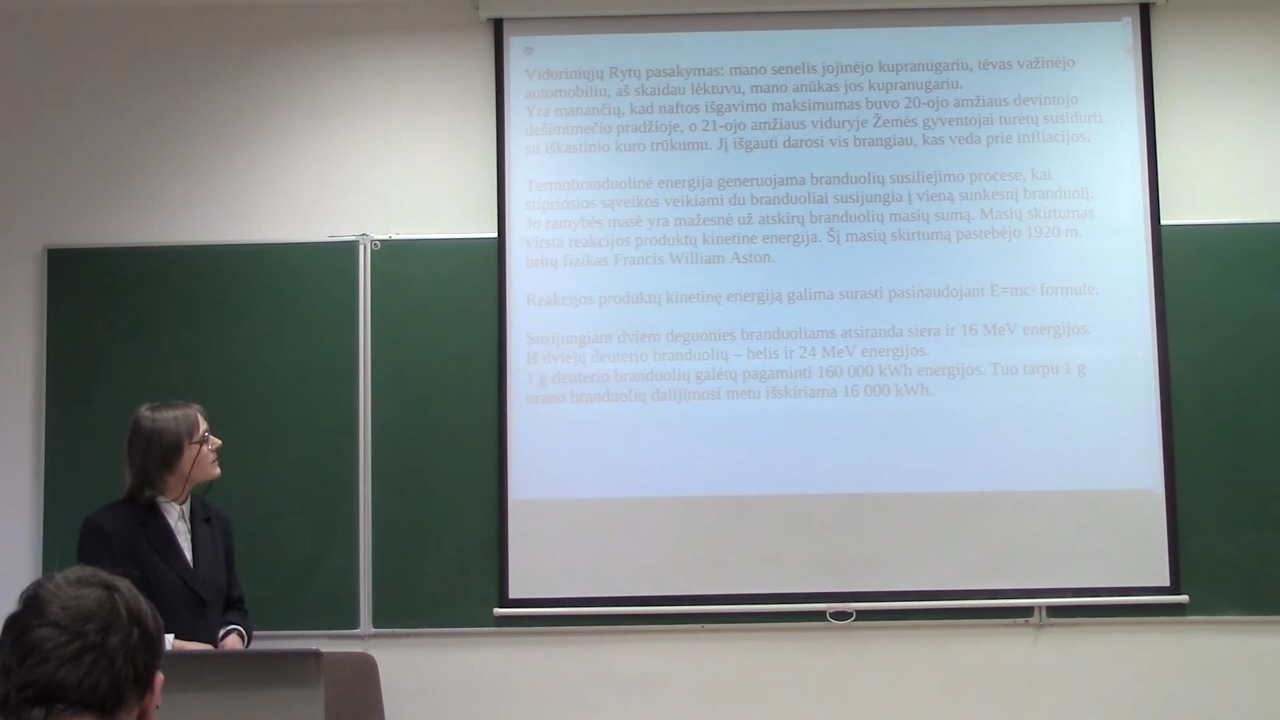 Viduriniųjų Rytų pasakymas: mano senelis jojinėjo kupranugariu, tėvas važinėjo
automobiliu, aš skaidau lėktuvu, mano anūkas jos kupranugariu.
Yra manančių, kad naftos išgavimo maksimumas buvo 20-ojo amžiaus devintojo
dešimtmečio pradžioje, o 21-ojo amžiaus viduryje Žemės gyventojai turėtų susidurti
su iškastinio kuro trūkumu. Jį išgauti darosi vis brangiau, kas veda prie infliacijos.
Termobranduolinė energija generuojama branduolių susiliejimo procese, kai
stipriosios sąveikos veikiami du branduoliai susijungia į vieną sunkesnį branduolį.
Jo ramybės masė yra mažesnė už atskirų branduolių masių sumą. Masių skirtumas
virsta reakcijos produktų kinetine energija. Šį masių skirtumą pastebėjo 1920 m.
britų fizikas Francis William Aston.
Reakcijos produktų kinetinę energiją galima surasti pasinaudojant E=mc² formule.
Susijungiant dviem deguonies branduoliams atsiranda siera ir 16 MeV energijos.
Iš dviejų deuterio branduolių – helis ir 24 MeV energijos.
1 g deuterio branduolių galėtų pagaminti 160 000 kWh energijos. Tuo tarpu 1 g
urano branduolių dalijimosi metu išskiriama 16 000 kWh.